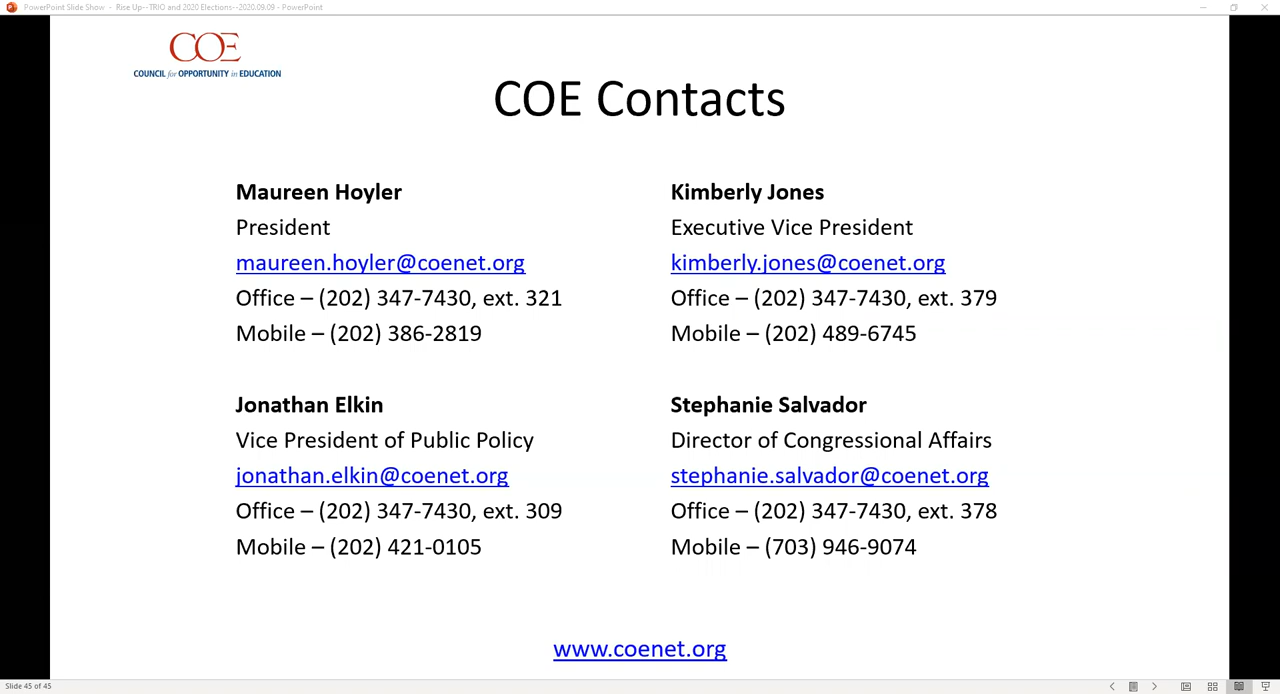 PowerPoint Slide Show - Rise Up--TRIO and 2020 Elections--2020.09.09 - PowerPoint
COE
COUNCIL for OPPORTUNITY in EDUCATION
COE Contacts
Maureen Hoyler
President
maureen.hoyler@coenet.org
Office – (202) 347-7430, ext. 321
Mobile – (202) 386-2819
Kimberly Jones
Executive Vice President
kimberly.jones@coenet.org
Office – (202) 347-7430, ext. 379
Mobile – (202) 489-6745
Jonathan Elkin
Vice President of Public Policy
jonathan.elkin@coenet.org
Office – (202) 347-7430, ext. 309
Mobile – (202) 421-0105
Stephanie Salvador
Director of Congressional Affairs
stephanie.salvador@coenet.org
Office – (202) 347-7430, ext. 378
Mobile – (703) 946-9074
www.coenet.org
Slide 45 of 45